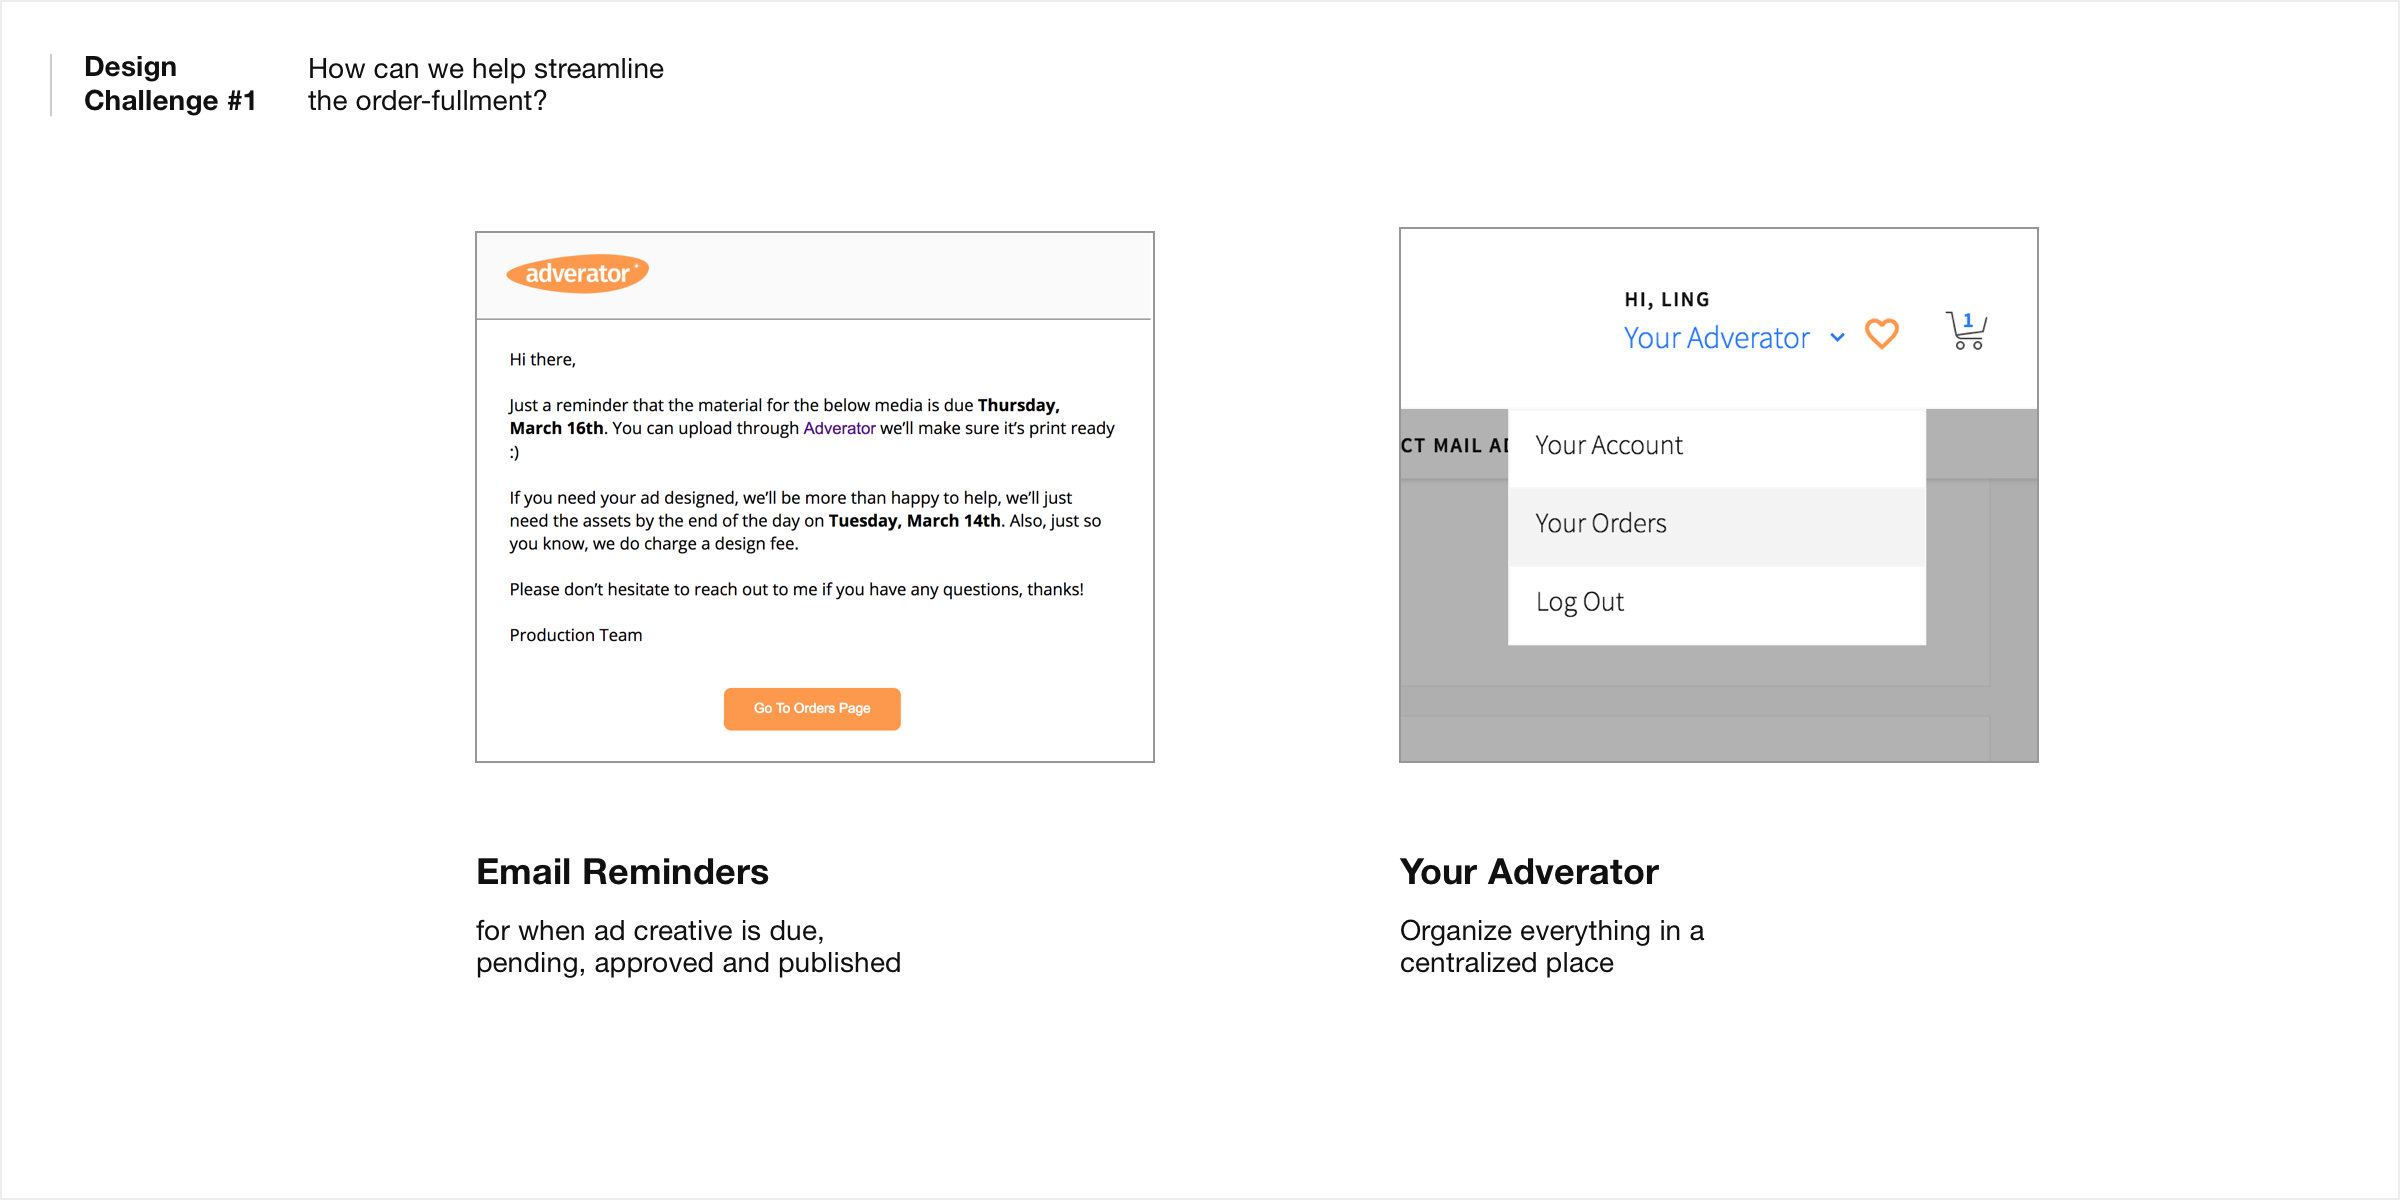 Design
Challenge #1
How can we help streamline
the order-fullment?
adverator
Hi there,
Just a reminder that the material for the below media is due Thursday,
March 16th. You can upload through Adverator we’ll make sure it’s print ready
:)
If you need your ad designed, we’ll be more than happy to help, we’ll just
need the assets by the end of the day on Tuesday, March 14th. Also, just so
you know, we do charge a design fee.
Please don’t hesitate to reach out to me if you have any questions, thanks!
Production Team
Go To Orders Page
HI, LING
Your Adverator
1
CT MAIL AD
Your Account
Your Orders
Log Out
Email Reminders
for when ad creative is due,
pending, approved and published
Your Adverator
Organize everything in a
centralized place